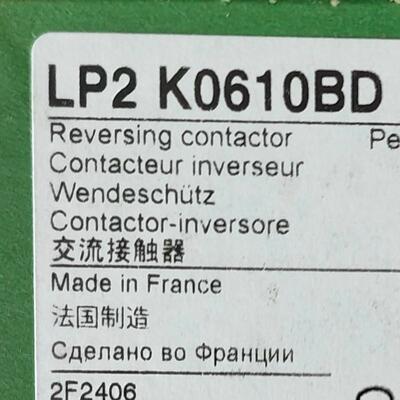 LP2 K0610BD
Reversing contactor Pe
Contacteur inverseur
Wendeschütz
Contactor-inversore
交流接触器
Made in France
法国制造
Сделано во Франции
2F2406